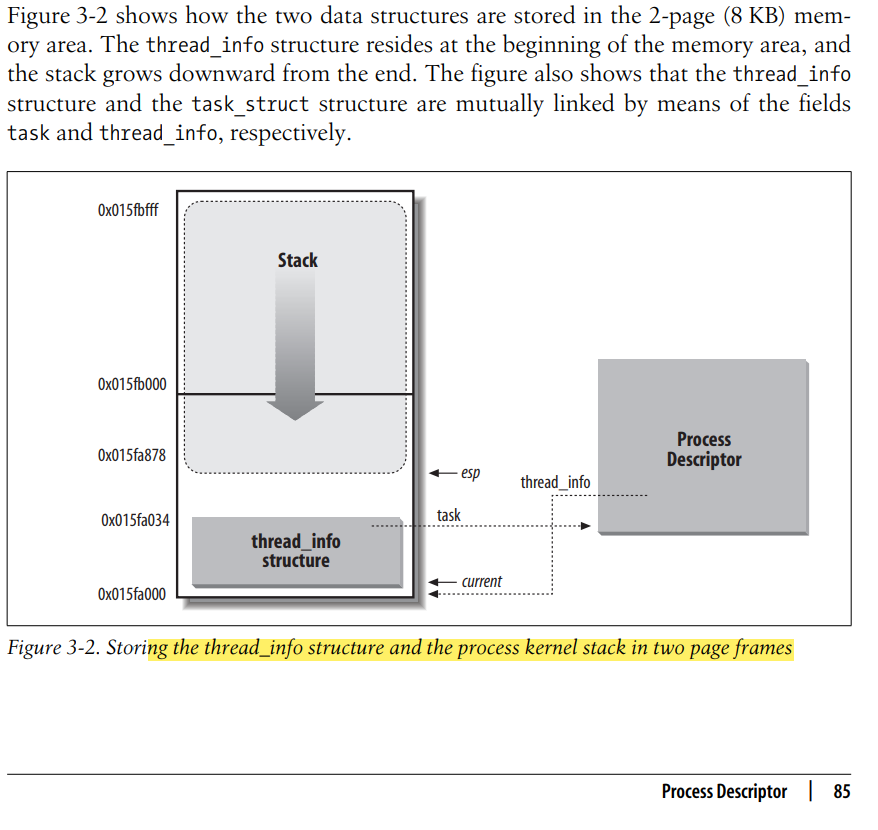 Figure 3-2 shows how the two data structures are stored in the 2-page (8 KB) mem-
ory area. The thread_info structure resides at the beginning of the memory area, and
the stack grows downward from the end. The figure also shows that the thread_info
structure and the task_struct structure are mutually linked by means of the fields
task and thread_info, respectively.
0x015fbfff
Stack
0x015fb000
Process
Descriptor
0x015fa878
esp
thread_info
0x015fa034
task
thread_info
structure
current
0x015fa000
Figure 3-2. Storing the thread_info structure and the process kernel stack in two page frames
Process Descriptor | 85